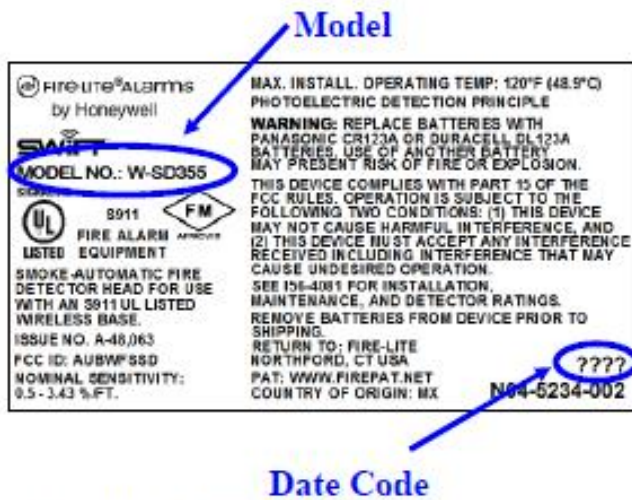 Model
FIRE·LITE®ALARMS
by Honeywell
SWIFT
MODEL NO.: W-SD355
UL
LISTED
S911
FIRE ALARM
EQUIPMENT
FM
APPROVED
SMOKE-AUTOMATIC FIRE
DETECTOR HEAD FOR USE
WITH AN S911 UL LISTED
WIRELESS BASE.
ISSUE NO. A-48,063
FCC ID: AUBWFSSD
NOMINAL SENSITIVITY:
0.5 - 3.43 %/FT.
MAX. INSTALL. OPERATING TEMP: 120°F (48.9°C)
PHOTOELECTRIC DETECTION PRINCIPLE
WARNING: REPLACE BATTERIES WITH
PANASONIC CR123A OR DURACELL DL123A
BATTERIES. USE OF ANOTHER BATTERY
MAY PRESENT RISK OF FIRE OR EXPLOSION.
THIS DEVICE COMPLIES WITH PART 15 OF THE
FCC RULES. OPERATION IS SUBJECT TO THE
FOLLOWING TWO CONDITIONS: (1) THIS DEVICE
MAY NOT CAUSE HARMFUL INTERFERENCE, AND
(2) THIS DEVICE MUST ACCEPT ANY INTERFERENCE
RECEIVED INCLUDING INTERFERENCE THAT MAY
CAUSE UNDESIRED OPERATION.
SEE I56-4081 FOR INSTALLATION,
MAINTENANCE, AND DETECTOR RATINGS.
REMOVE BATTERIES FROM DEVICE PRIOR TO
SHIPPING.
RETURN TO: FIRE-LITE
NORTHFORD, CT USA
PAT: WWW.FIREPAT.NET
COUNTRY OF ORIGIN: MX
????
N04-5234-002
Date Code